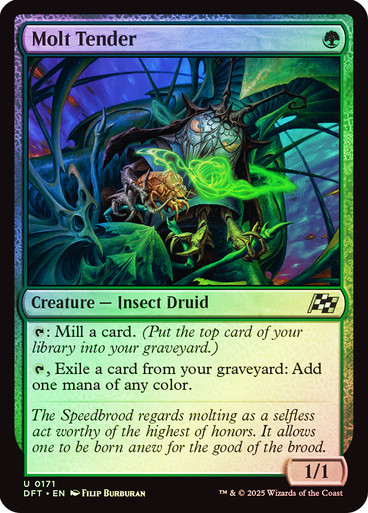 Molt Tender
Creature — Insect Druid
: Mill a card. (Put the top card of your
library into your graveyard.)
, Exile a card from your graveyard: Add
one mana of any color.
The Speedbrood regards molting as a selfless
act worthy of the highest of honors. It allows
one to be born anew for the good of the brood.
1/1
U 0171
DFT • EN Filip Burburan
™ & © 2025 Wizards of the Coast